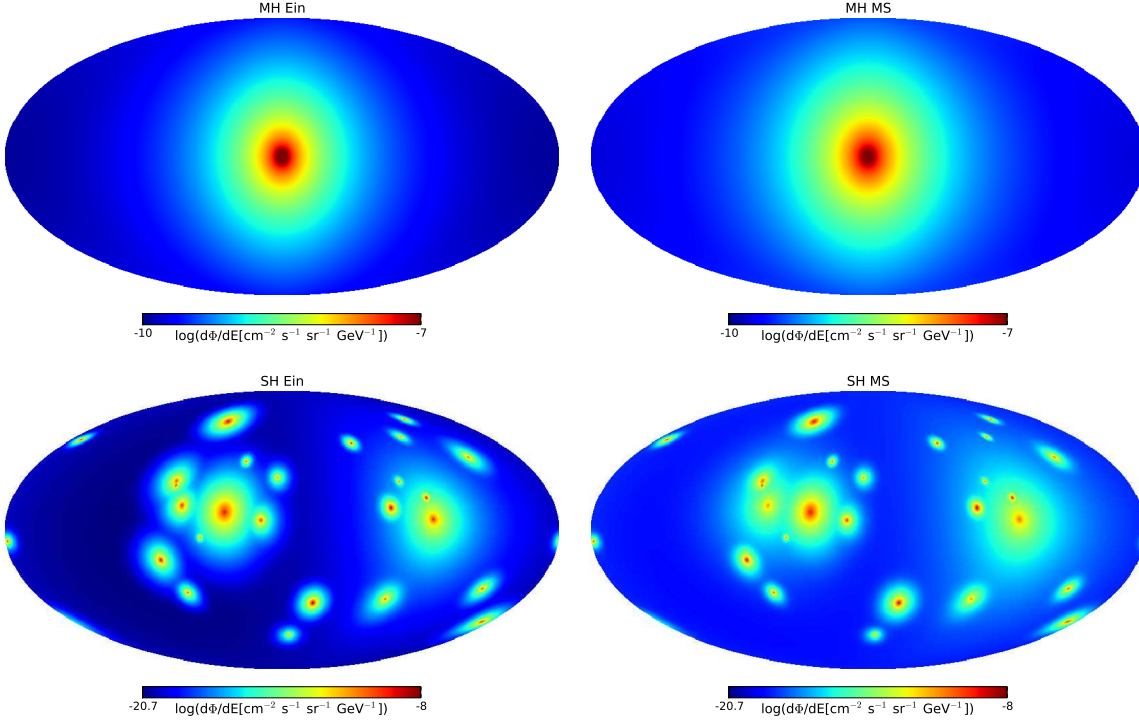 MH Ein
MH MS
-10 -7
log(dΦ/dE[cm⁻² s⁻¹ sr⁻¹ GeV⁻¹])
-10 -7
log(dΦ/dE[cm⁻² s⁻¹ sr⁻¹ GeV⁻¹])
SH Ein
SH MS
-20.7 -8
log(dΦ/dE[cm⁻² s⁻¹ sr⁻¹ GeV⁻¹])
-20.7 -8
log(dΦ/dE[cm⁻² s⁻¹ sr⁻¹ GeV⁻¹])